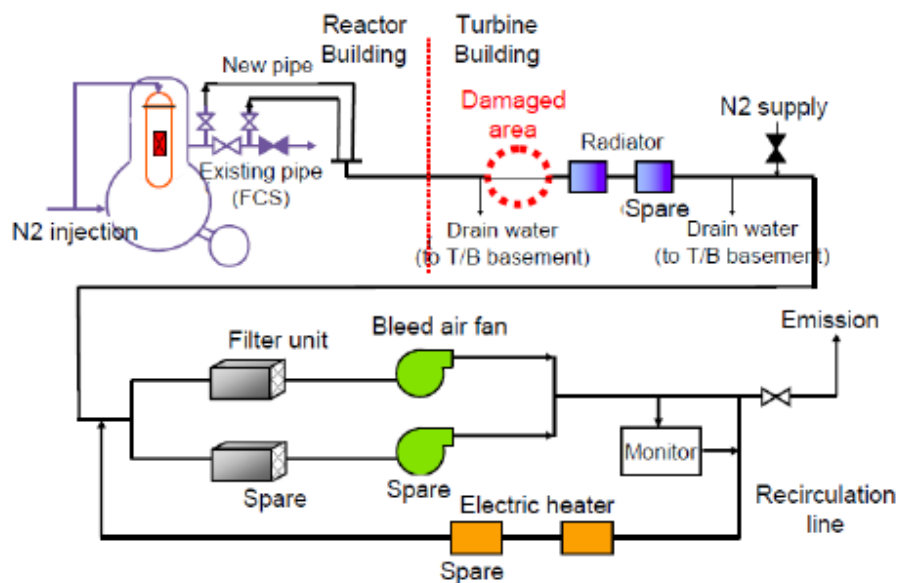 Reactor
Building
Turbine
Building
New pipe
Damaged
area
N2 supply
Radiator
Existing pipe
(FCS)
N2 injection
Spare
Drain water
(to T/B basement)
Drain water
(to T/B basement)
Filter unit
Bleed air fan
Emission
Monitor
Spare
Spare
Electric heater
Recirculation
line
Spare